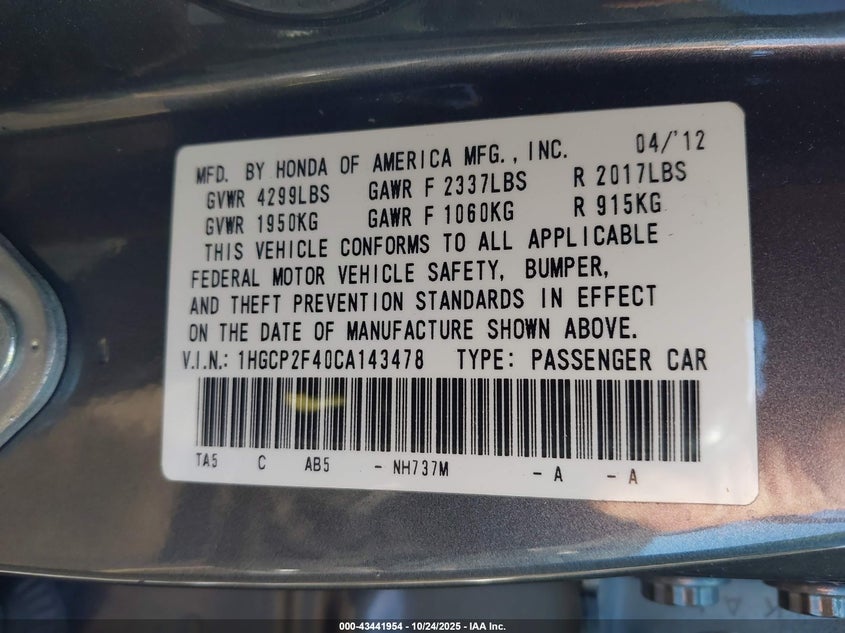 MFD. BY HONDA OF AMERICA MFG., INC. 04/'12
GVWR 4299LBS GAWR F 2337LBS R 2017LBS
GVWR 1950KG GAWR F 1060KG R 915KG
THIS VEHICLE CONFORMS TO ALL APPLICABLE
FEDERAL MOTOR VEHICLE SAFETY, BUMPER,
AND THEFT PREVENTION STANDARDS IN EFFECT
ON THE DATE OF MANUFACTURE SHOWN ABOVE.
V.I.N.: 1HGCP2F40CA143478 TYPE: PASSENGER CAR
TA5 C AB5 - NH737M - A - A
000-43441954 - 10/24/2025 - IAA Inc.